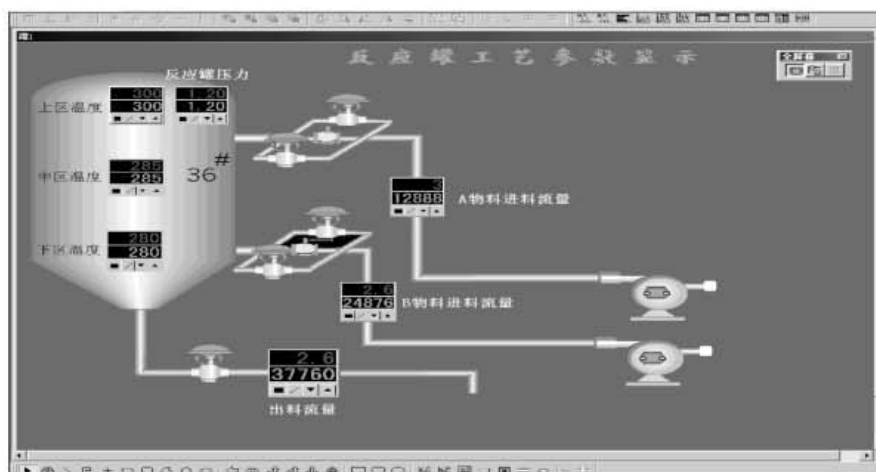 反应罐工艺参数显示
反应罐压力
上区温度
300
300
1.20
1.20
中区温度
285
285
36#
下区温度
280
280
3
12888
A物料进料流量
2.6
24876
B物料进料流量
2.6
37760
出料流量